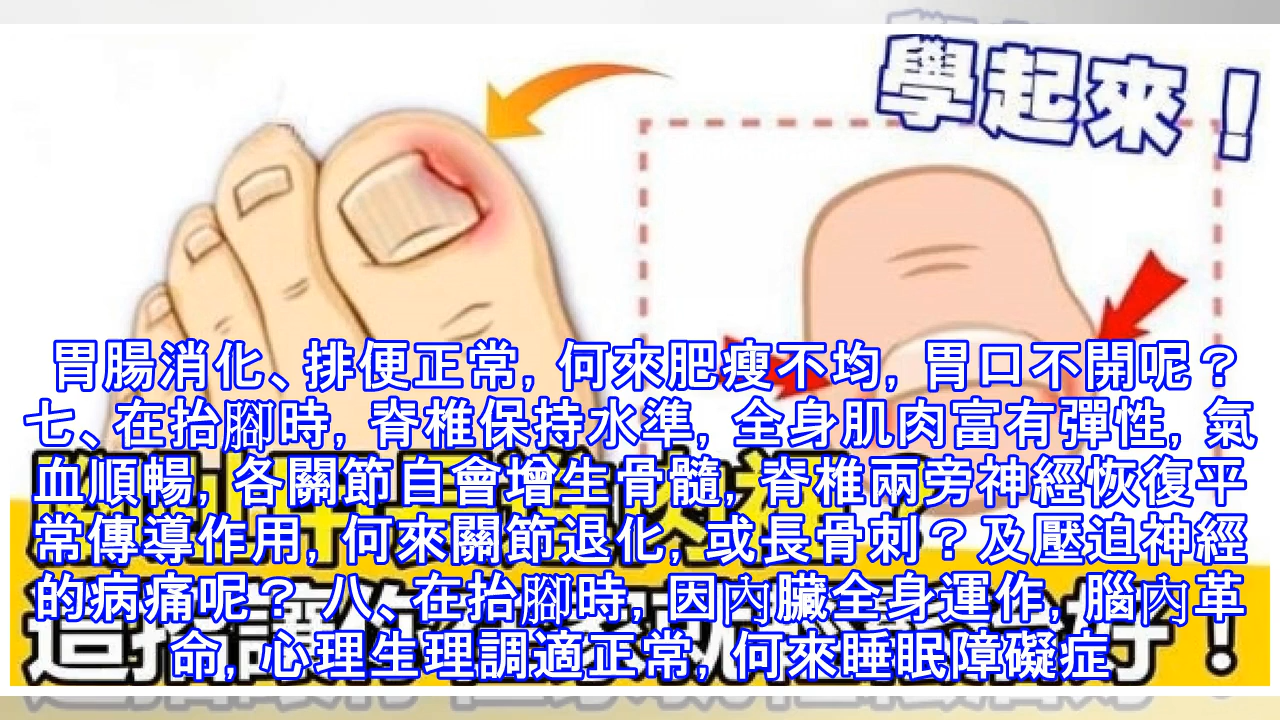 學起來！
胃腸消化、排便正常, 何來肥瘦不均, 胃口不開呢？
七、在抬腳時, 脊椎保持水準, 全身肌肉富有彈性, 氣
血順暢, 各關節自會增生骨髓, 脊椎兩旁神經恢復平
常傳導作用, 何來關節退化, 或長骨刺？及壓迫神經
的病痛呢？ 八、在抬腳時, 因內臟全身運作, 腦內革
命, 心理生理調適正常, 何來睡眠障礙症